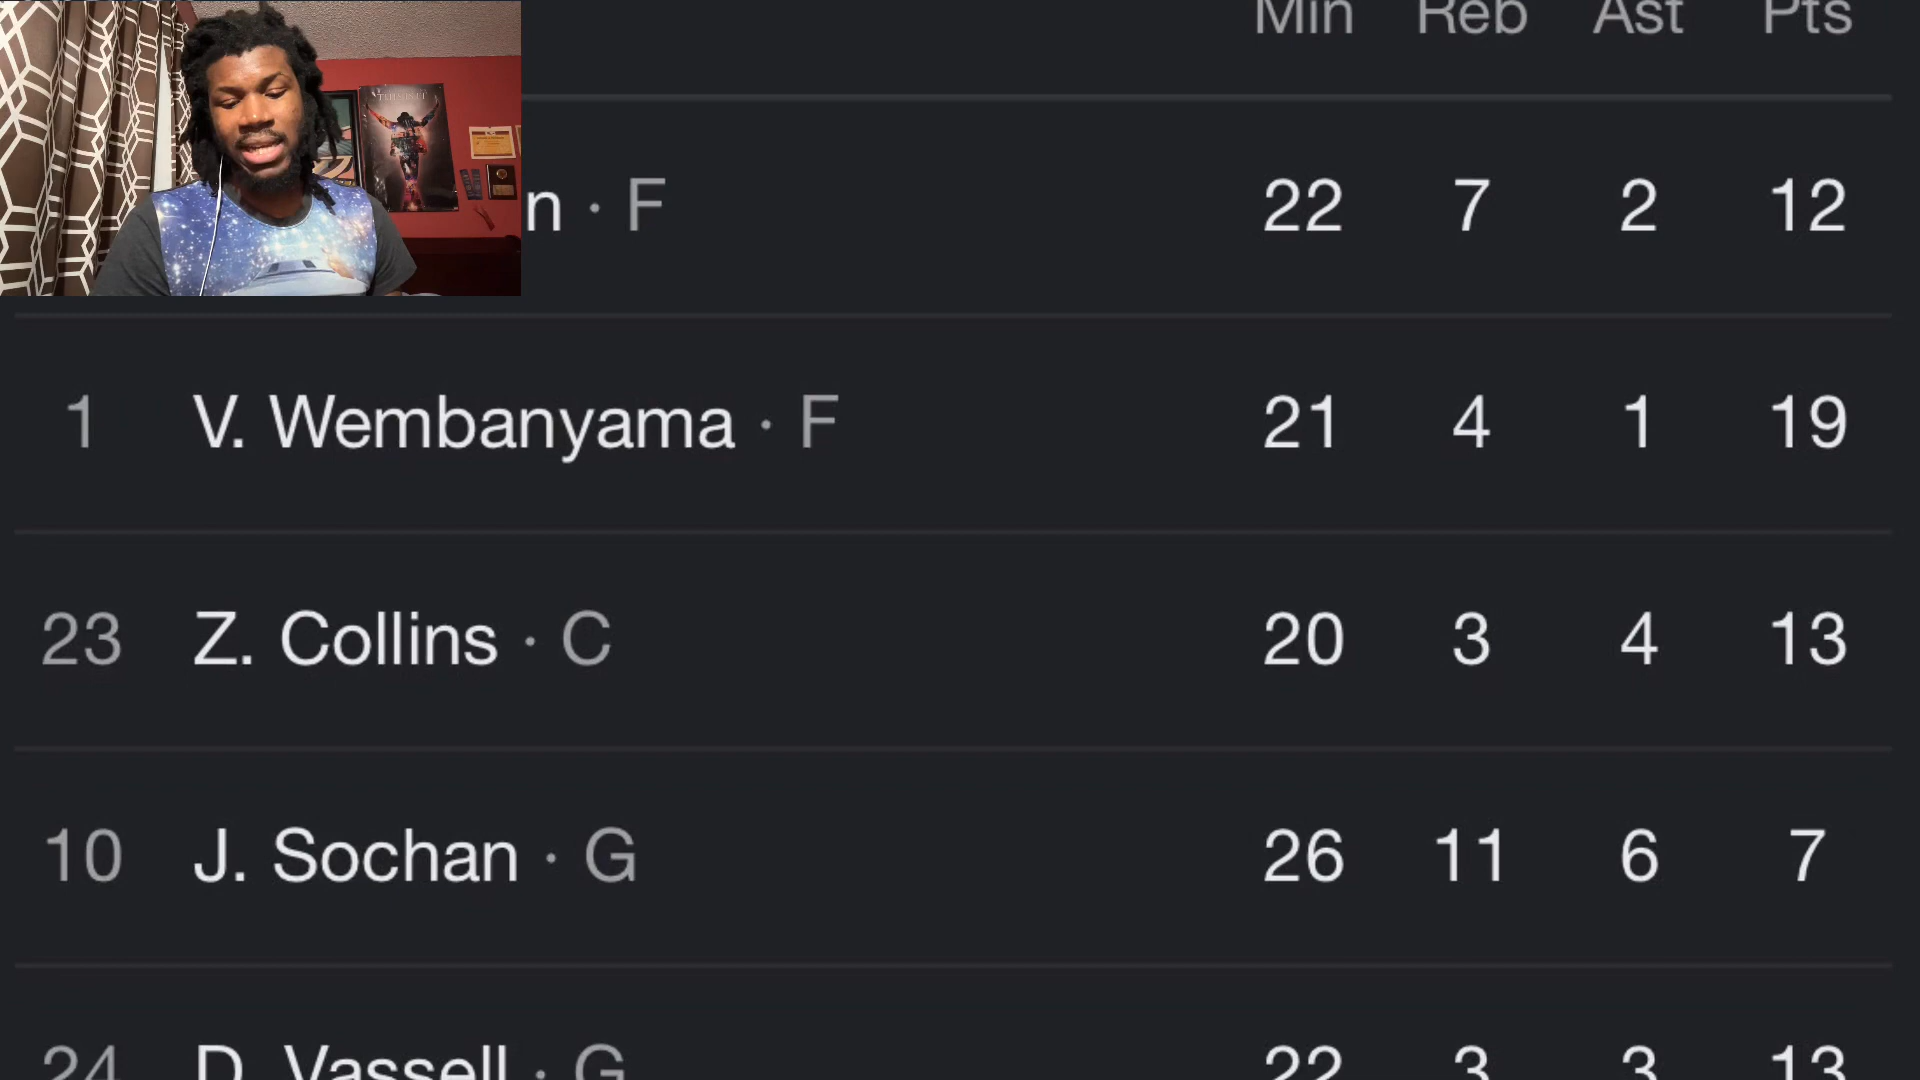 Min Reb Ast Pts
n · F 22 7 2 12
1 V. Wembanyama · F 21 4 1 19
23 Z. Collins · C 20 3 4 13
10 J. Sochan · G 26 11 6 7
24 D. Vassell · G 22 3 3 13